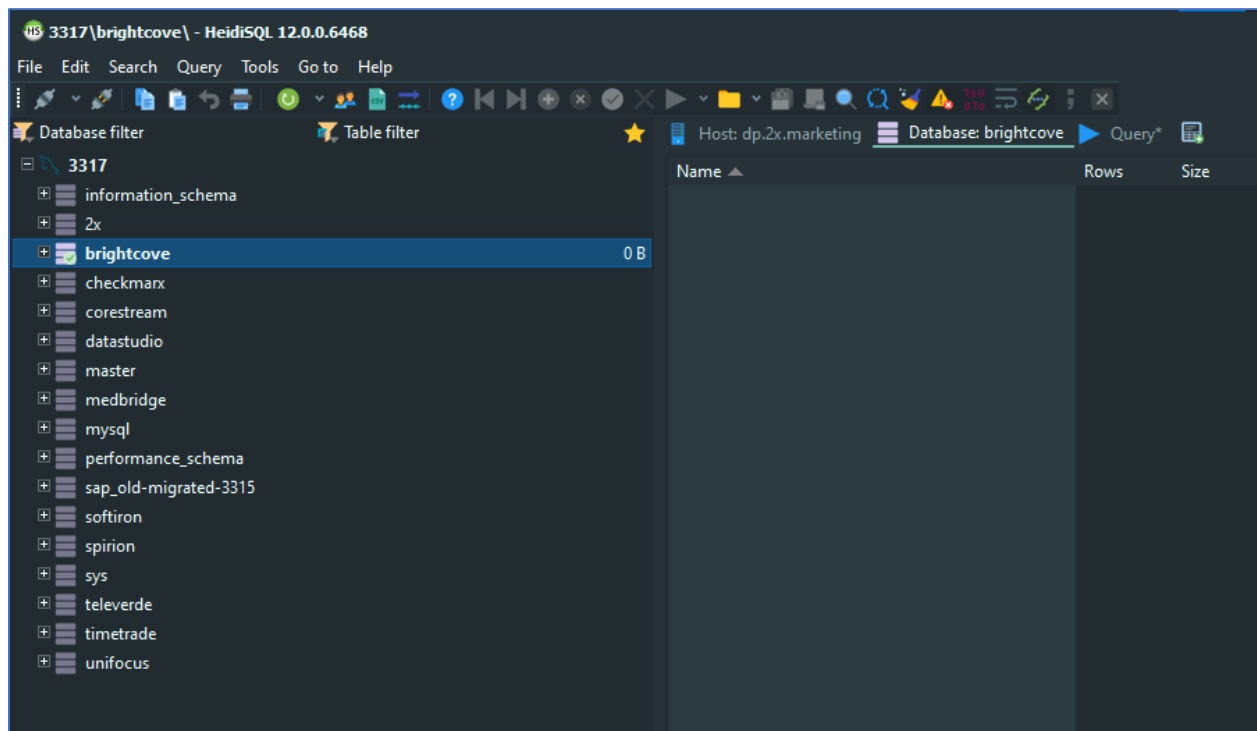 3317\brightcove\ - HeidiSQL 12.0.0.6468
File Edit Search Query Tools Go to Help
Database filter Table filter
Host: dp.2x.marketing Database: brightcove Query*
Name Rows Size
3317
information_schema
2x
brightcove 0 B
checkmarx
corestream
datastudio
master
medbridge
mysql
performance_schema
sap_old-migrated-3315
softiron
spirion
sys
televerde
timetrade
unifocus